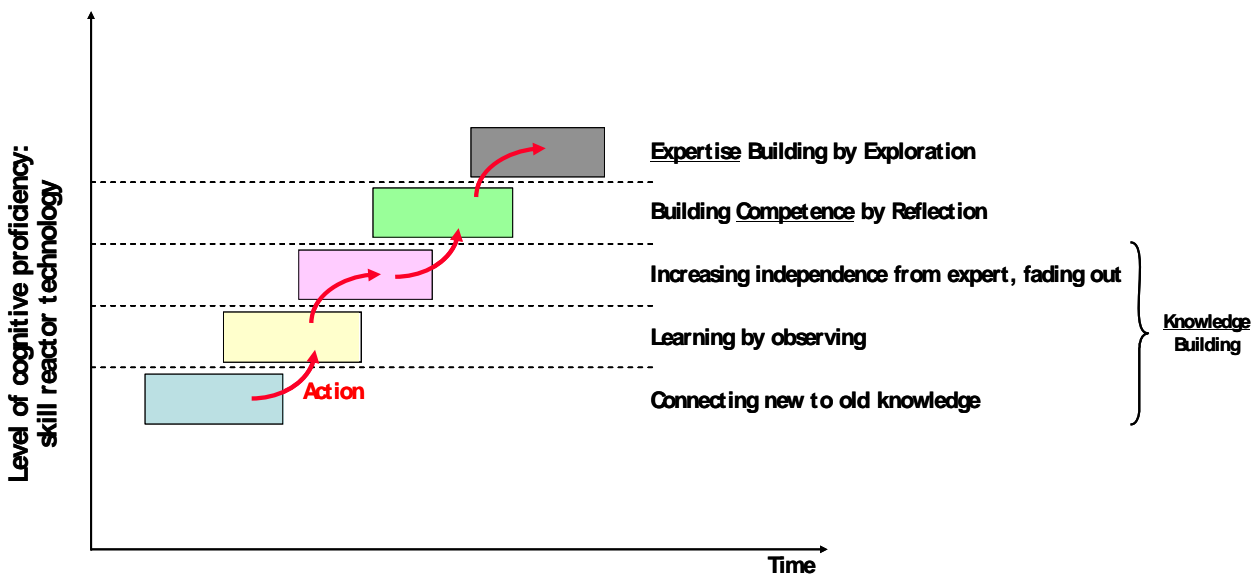 Level of cognitive proficiency:
skill reactor technology
Expertise Building by Exploration
Building Competence by Reflection
Increasing independence from expert, fading out
Learning by observing
Connecting new to old knowledge
Action
Knowledge
Building
Time